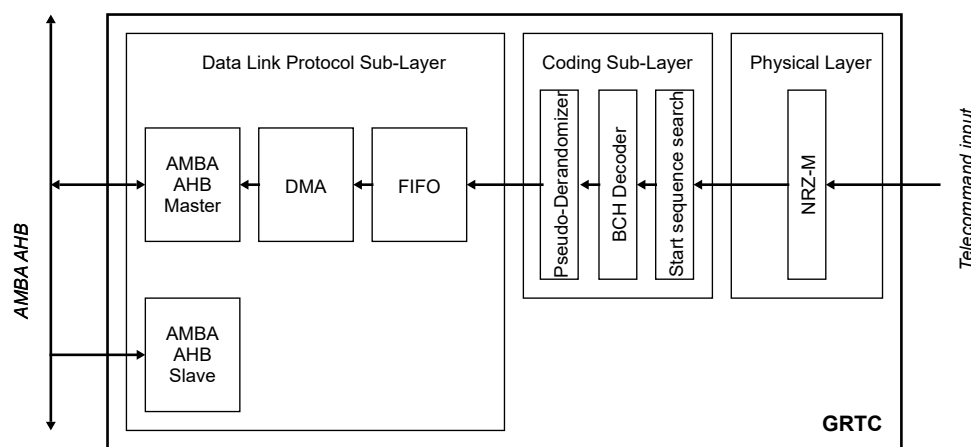 Data Link Protocol Sub-Layer
Coding Sub-Layer
Physical Layer
AMBA
AHB
Master
DMA
FIFO
Pseudo-Derandomizer
BCH Decoder
Start sequence search
NRZ-M
Telecommand input
AMBA AHB
AMBA
AHB
Slave
GRTC